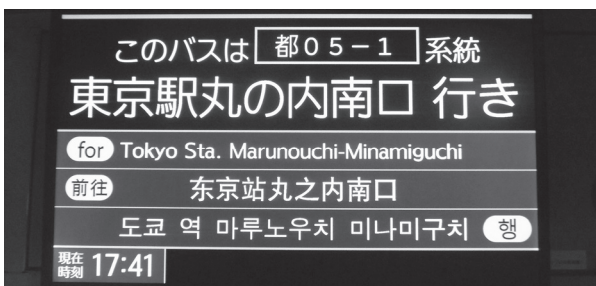 このバスは 都05-1 系統
東京駅丸の内南口 行き
for Tokyo Sta. Marunouchi-Minamiguchi
前往 东京站丸之内南口
도쿄 역 마루노우치 미나미구치 행
現在時刻 17:41